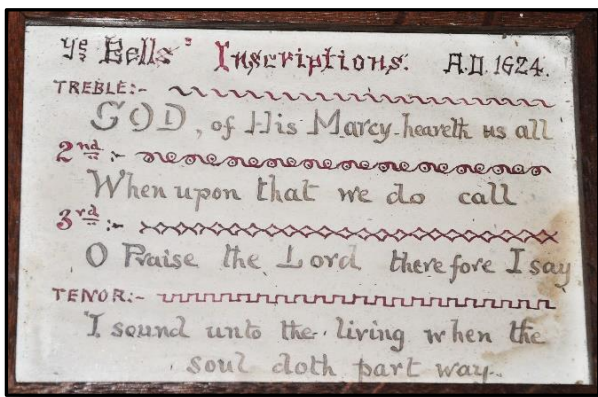 Ye Bells' Inscriptions. A.D. 1624.
TREBLE:-
GOD, of His Marcy heareth us all
2nd :-
When upon that we do call
3rd :-
O Praise the Lord therefore I say
TENOR:-
I sound unto the living when the
soul doth part way.